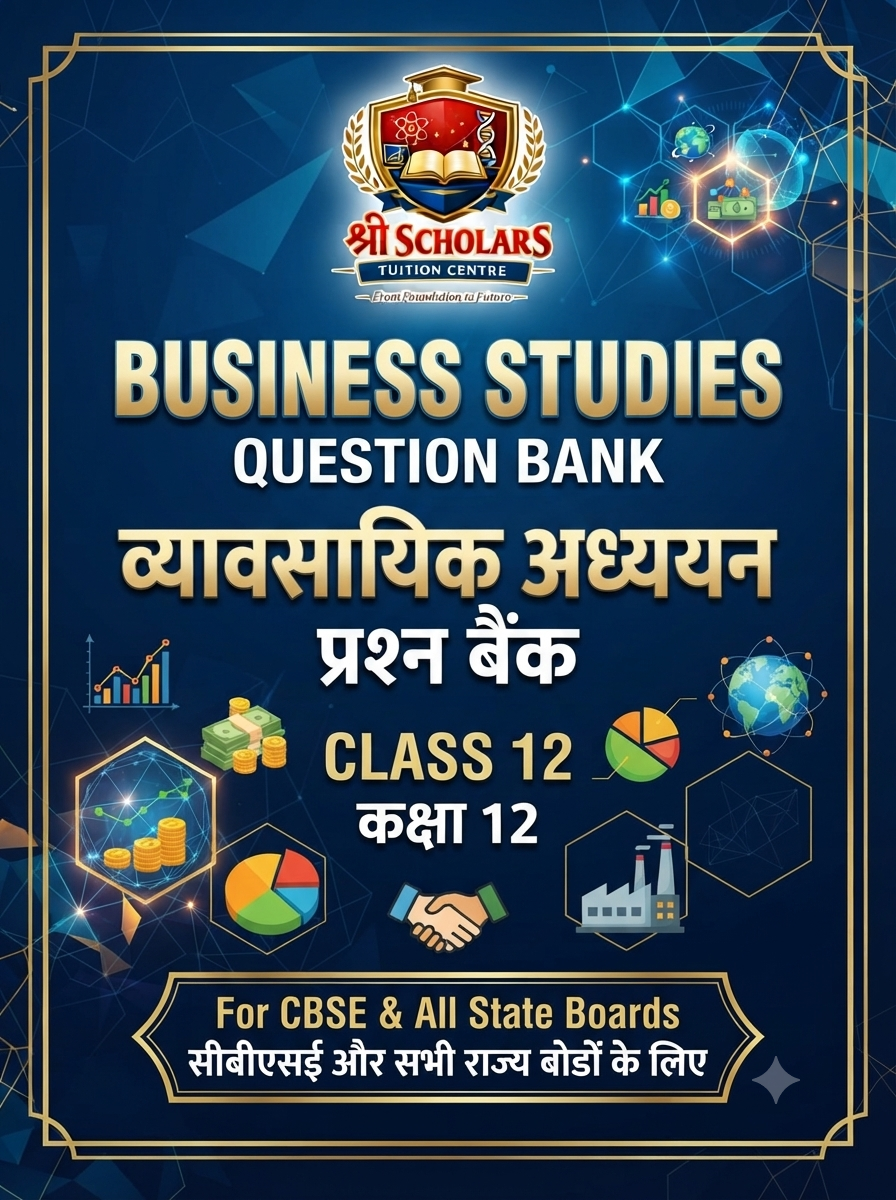 श्री SCHOLARS
TUITION CENTRE
BUSINESS STUDIES
QUESTION BANK
व्यावसायिक अध्ययन
प्रश्न बैंक
CLASS 12
कक्षा 12
For CBSE & All State Boards
सीबीएसई और सभी राज्य बोर्डों के लिए